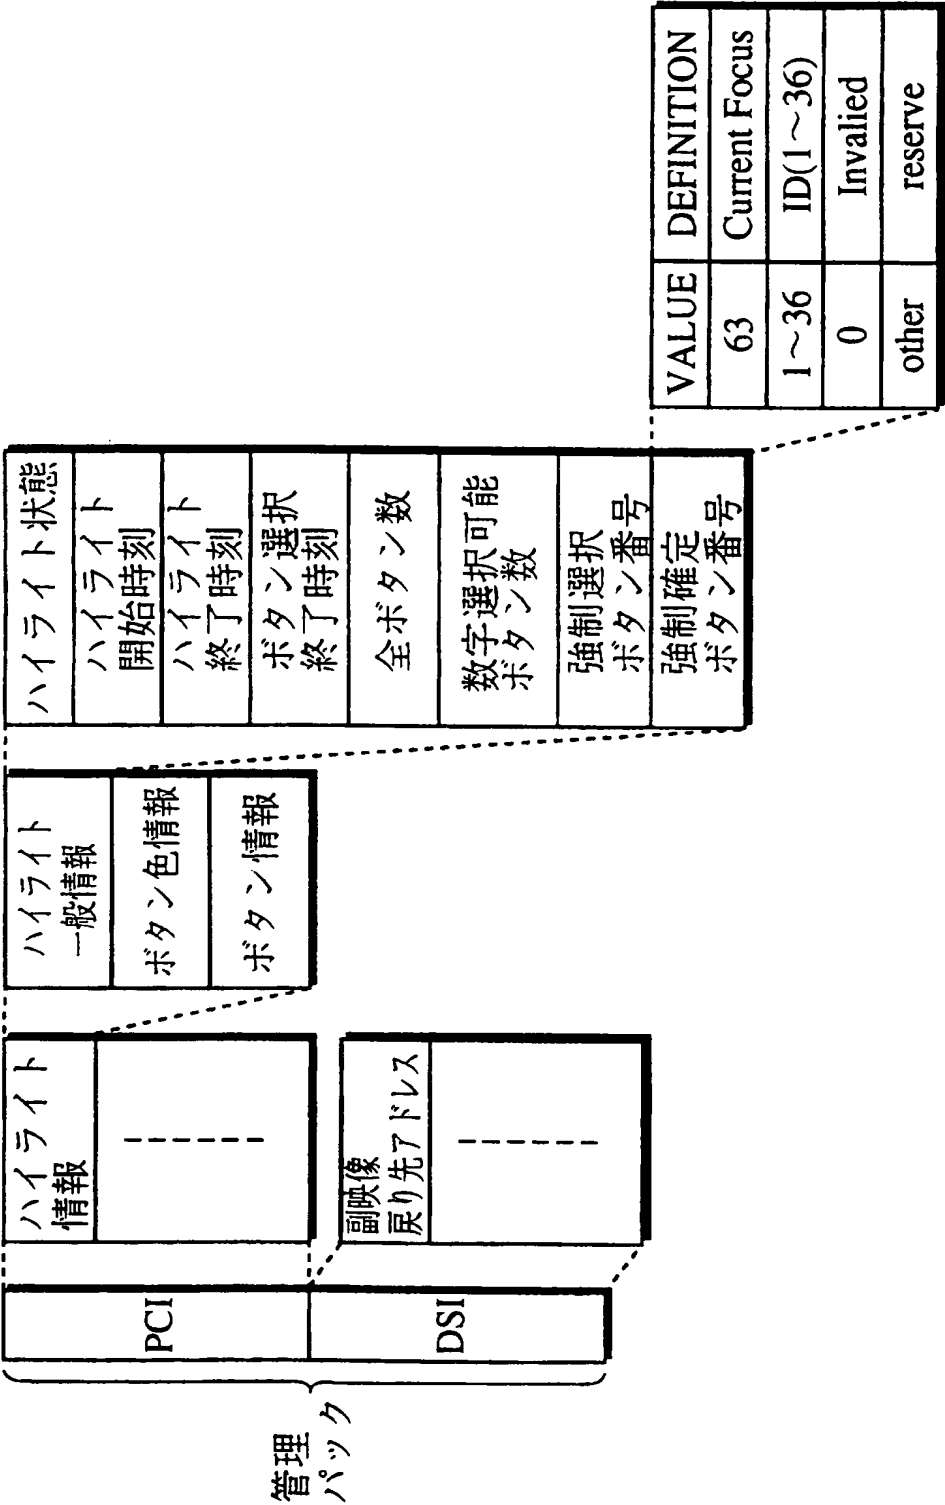 管理
パック
PCI
DSI
ハイライト
情報
副映像
戻り先アドレス
ハイライト
一般情報
ボタン色情報
ボタン情報
ハイライト状態
ハイライト
開始時刻
ハイライト
終了時刻
ボタン選択
終了時刻
全ボタン数
数字選択可能
ボタン数
強制選択
ボタン番号
強制確定
ボタン番号
VALUE DEFINITION
63 Current Focus
1～36 ID(1～36)
0 Invalied
other reserve